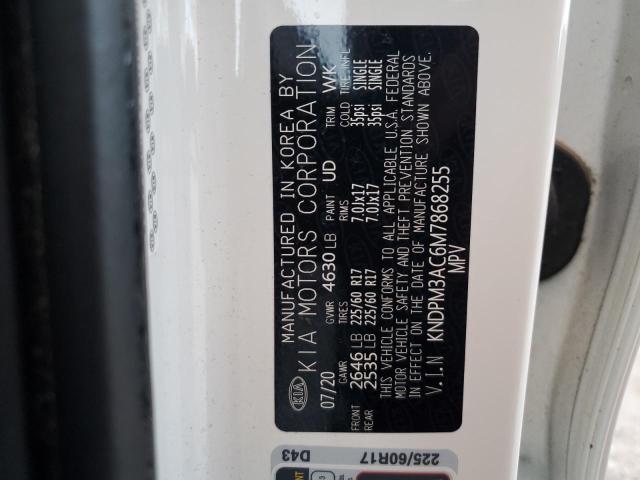 KIA
MANUFACTURED IN KOREA BY
KIA MOTORS CORPORATION
07/20 GVWR 4630 LB PAINT UD TRIM WK
GAWR TIRES RIMS COLD TIRE INFL
FRONT 2646 LB 225/60 R17 7.0Jx17 35psi SINGLE
REAR 2535 LB 225/60 R17 7.0Jx17 35psi SINGLE
THIS VEHICLE CONFORMS TO ALL APPLICABLE U.S.A. FEDERAL
MOTOR VEHICLE SAFETY AND THEFT PREVENTION STANDARDS
IN EFFECT ON THE DATE OF MANUFACTURE SHOWN ABOVE.
V.I.N KNDPM3AC6M7868255
MPV
D43 225/60R17